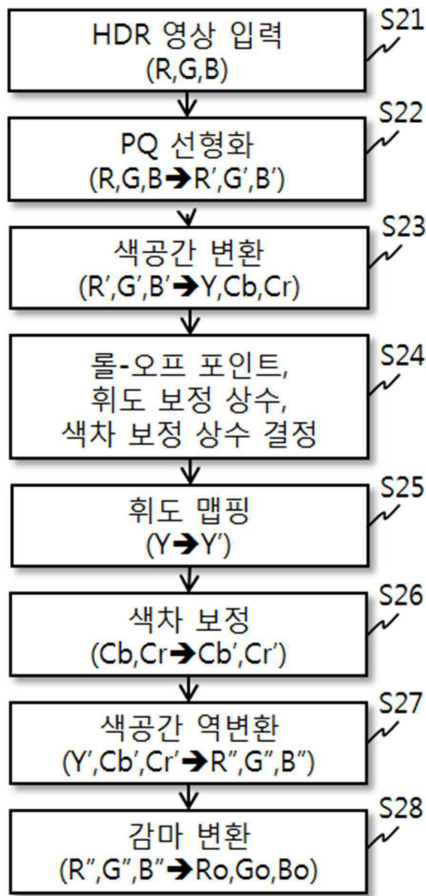 S21
HDR 영상 입력
(R,G,B)
S22
PQ 선형화
(R,G,B➔R′,G′,B′)
S23
색공간 변환
(R′,G′,B′➔Y,Cb,Cr)
S24
롤-오프 포인트,
휘도 보정 상수,
색차 보정 상수 결정
S25
휘도 맵핑
(Y➔Y′)
S26
색차 보정
(Cb,Cr➔Cb′,Cr′)
S27
색공간 역변환
(Y′,Cb′,Cr′➔R″,G″,B″)
S28
감마 변환
(R″,G″,B″➔Ro,Go,Bo)